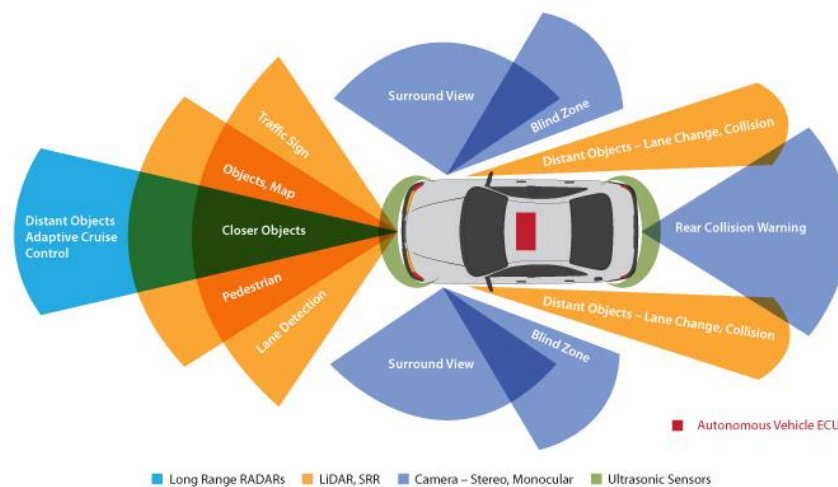 Surround View
Blind Zone
Traffic Sign
Distant Objects – Lane Change, Collision
Objects, Map
Distant Objects
Adaptive Cruise
Control
Closer Objects
Rear Collision Warning
Pedestrian
Lane Detection
Distant Objects – Lane Change, Collision
Blind Zone
Surround View
Autonomous Vehicle ECU
Long Range RADARs
LiDAR, SRR
Camera – Stereo, Monocular
Ultrasonic Sensors